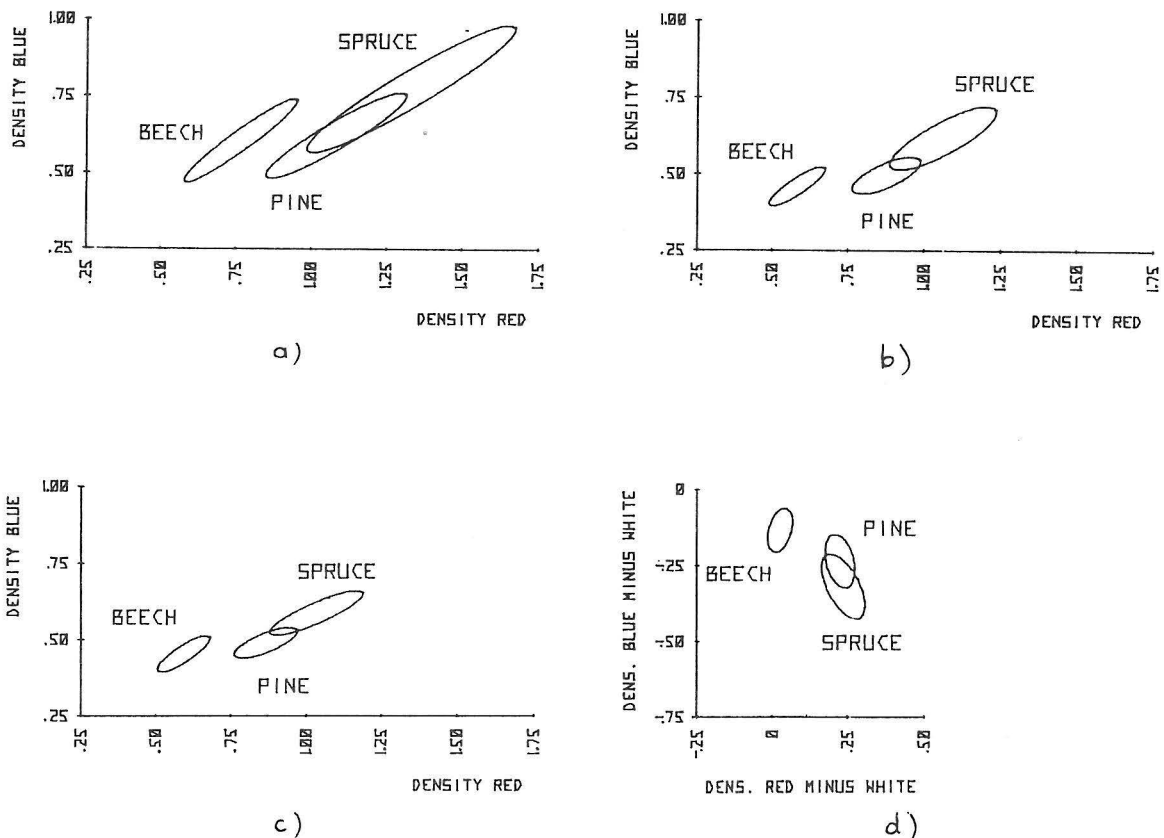 1.00
SPRUCE
DENSITY BLUE
.75
BEECH
.50
PINE
.25
.25 .50 .75 1.00 1.25 1.50 1.75
DENSITY RED
a)
1.00
DENSITY BLUE
SPRUCE
.75
BEECH
.50
PINE
.25
.25 .50 .75 1.00 1.25 1.50 1.75
DENSITY RED
b)
1.00
DENSITY BLUE
.75
SPRUCE
BEECH
.50
PINE
.25
.25 .50 .75 1.00 1.25 1.50 1.75
DENSITY RED
c)
0
DENS. BLUE MINUS WHITE
PINE
-.25
BEECH
SPRUCE
-.50
-.75
-.25 0 .25 .50
DENS. RED MINUS WHITE
d)